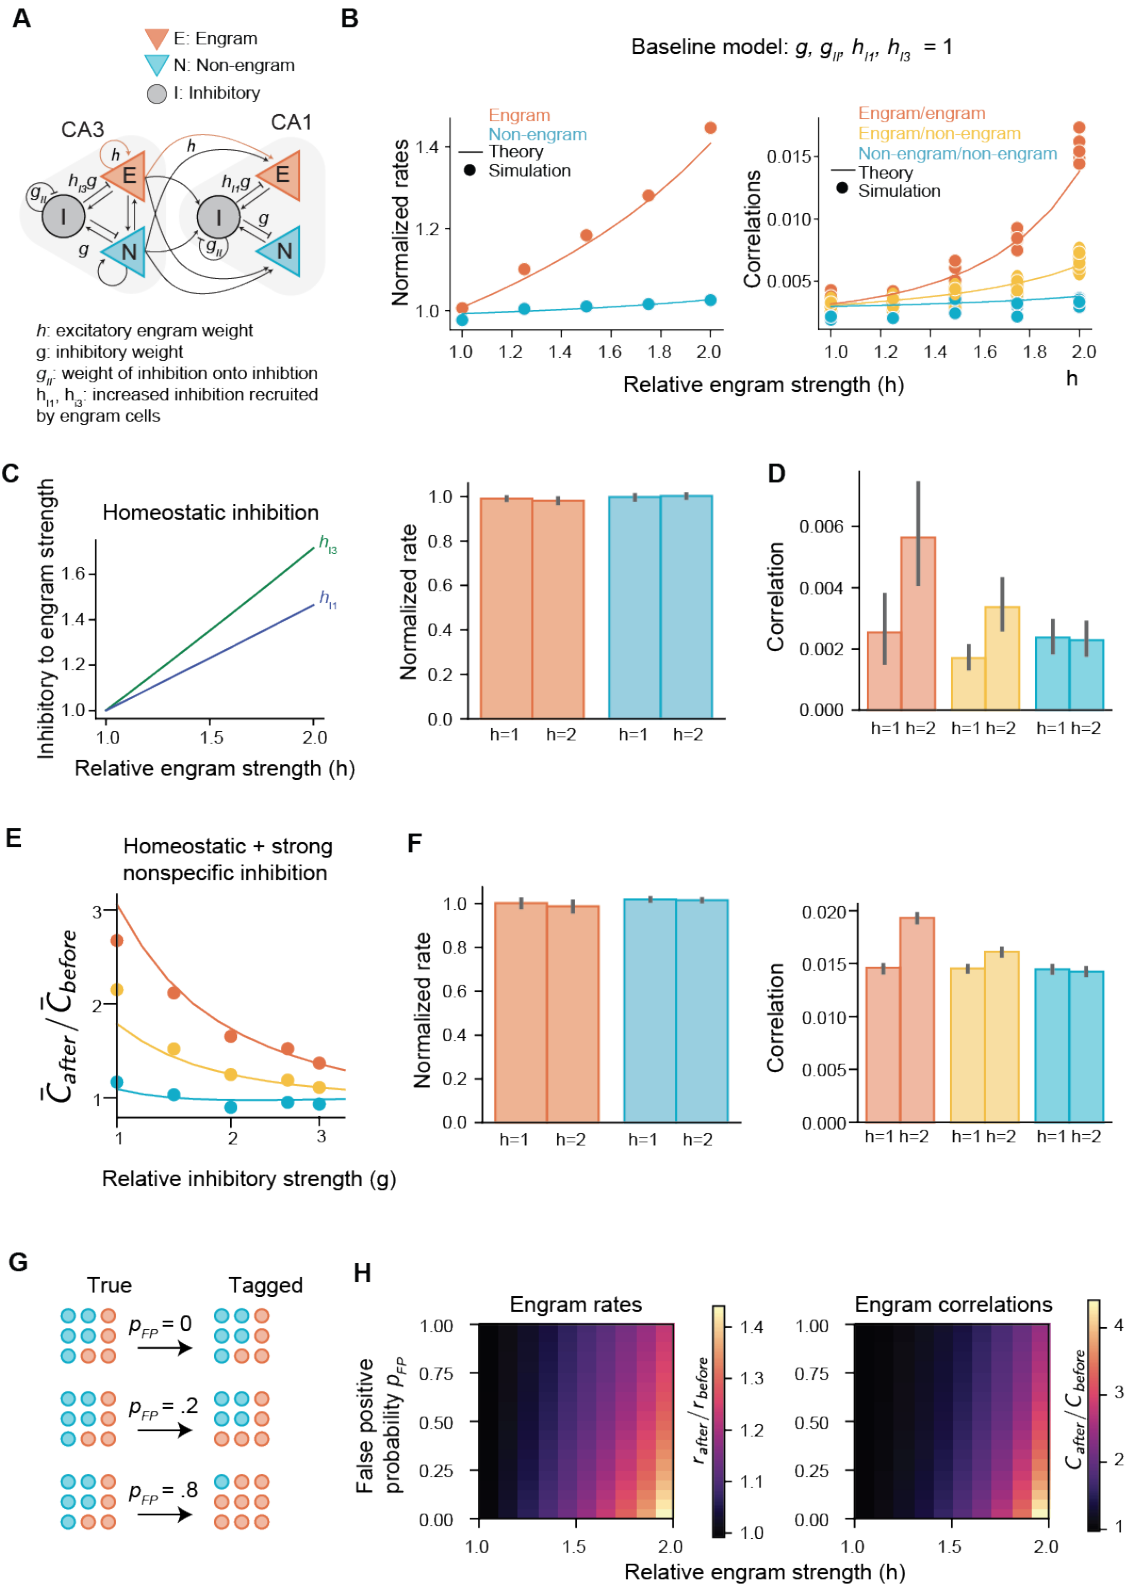 A
E: Engram
N: Non-engram
I: Inhibitory
CA3
CA1
h
h
E
E
h_I3 g
h_I1 g
g_II
I
I
g
g
N
g_II
N
h: excitatory engram weight
g: inhibitory weight
g_II: weight of inhibition onto inhibtion
h_I1, h_i3: increased inhibition recruited
by engram cells
B
Baseline model: g, g_II, h_I1, h_I3 = 1
Engram
Non-engram
Theory
Simulation
Normalized rates
1.4
1.2
1.0
1.0 1.2 1.4 1.6 1.8 2.0
Engram/engram
Engram/non-engram
Non-engram/non-engram
Theory
Simulation
Correlations
0.015
0.010
0.005
1.0 1.2 1.4 1.6 1.8 2.0
Relative engram strength (h)
h
C
Homeostatic inhibition
Inhibitory to engram strength
1.6
1.4
1.2
1.0
h_I3
h_I1
1.0 1.5 2.0
Relative engram strength (h)
Normalized rate
1.0
0.8
0.6
0.4
0.2
0.0
h=1 h=2 h=1 h=2
D
Correlation
0.006
0.004
0.002
0.000
h=1 h=2 h=1 h=2 h=1 h=2
E
Homeostatic + strong
nonspecific inhibition
C̄_after / C̄_before
3
2
1
1 2 3
Relative inhibitory strength (g)
F
Normalized rate
1.0
0.8
0.6
0.4
0.2
0.0
h=1 h=2 h=1 h=2
Correlation
0.020
0.015
0.010
0.005
0.000
h=1 h=2 h=1 h=2 h=1 h=2
G
True Tagged
p_FP = 0
p_FP = .2
p_FP = .8
H
Engram rates
False positive
probability p_FP
1.00
0.75
0.50
0.25
0.00
1.0 1.5 2.0
r_after / r_before
1.4
1.3
1.2
1.1
1.0
Engram correlations
1.00
0.75
0.50
0.25
0.00
1.0 1.5 2.0
C_after / C_before
4
3
2
1
Relative engram strength (h)